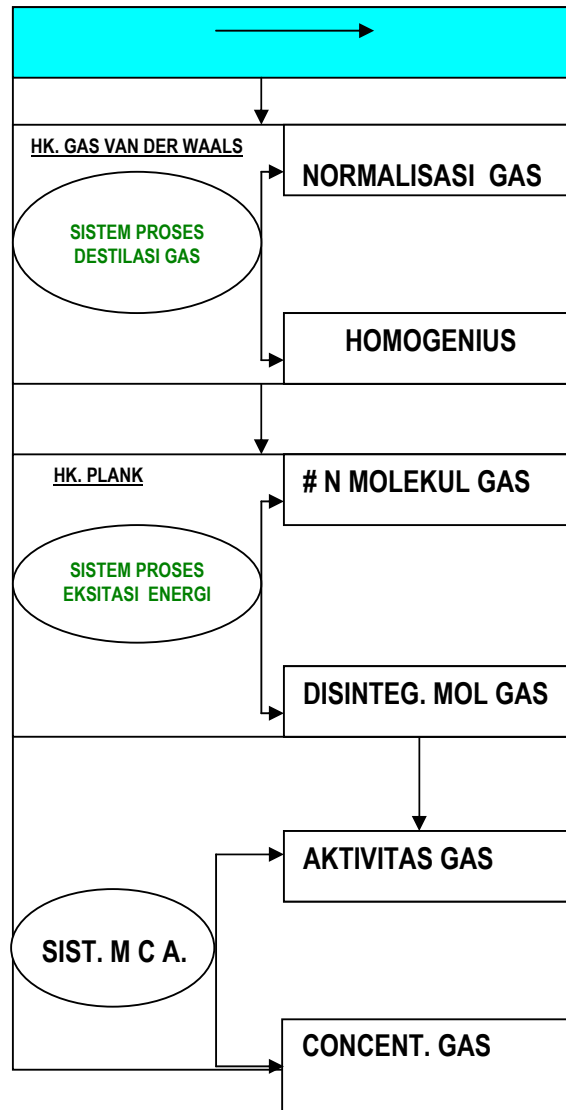 HK. GAS VAN DER WAALS
NORMALISASI GAS
SISTEM PROSES
DESTILASI GAS
HOMOGENIUS
HK. PLANK
# N MOLEKUL GAS
SISTEM PROSES
EKSITASI ENERGI
DISINTEG. MOL GAS
AKTIVITAS GAS
SIST. M C A.
CONCENT. GAS